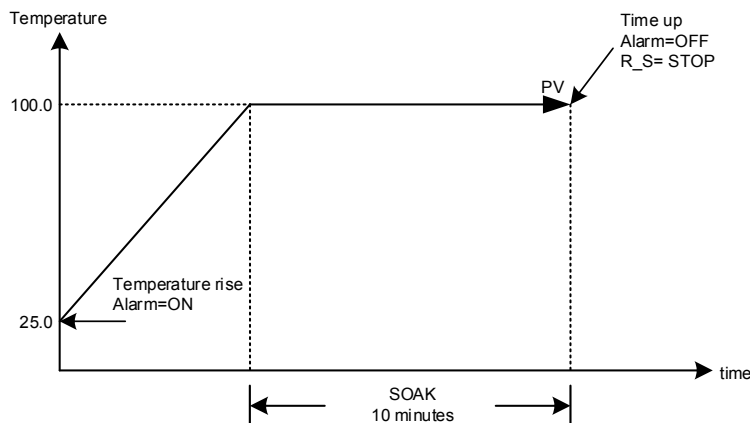 Temperature
Time up
Alarm=OFF
R_S= STOP
PV
100.0
Temperature rise
Alarm=ON
25.0
time
SOAK
10 minutes